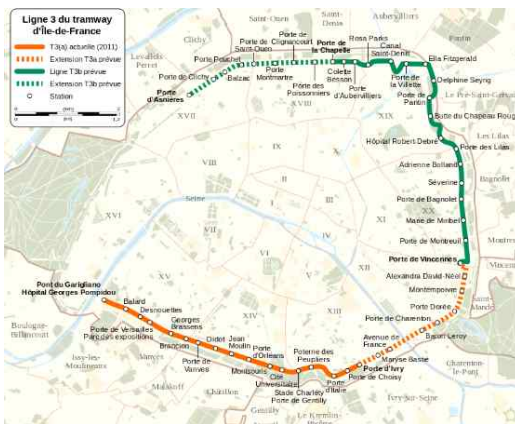 Ligne 3 du tramway
d'Île-de-France
T3(a) actuelle (2011)
Extension T3a prévue
Ligne T3b prévue
Extension T3b prévue
Station
Saint-Ouen
Saint-
Denis
Aubervilliers
Pantin
Clichy
Levallois
Perret
Porte de
Saint-Ouen
Porte de
Clignancourt
Porte de
la Chapelle
Rosa Parks
Canal
Saint-Denis
Ella Fitzgerald
Porte Pouchet
Porte de Clichy
Balzac
Porte
Montmartre
Porte des
Poissonniers
Colette
Besson
Porte
d'Aubervilliers
Porte de
la Villette
Delphine Seyrig
Porte
d'Asnières
Porte de
Pantin
Le Pré-Saint-Gervais
XVII
XVIII
XIX
Butte du Chapeau Rouge
Hôpital Robert-Debré
Les Lilas
Porte des Lilas
Adrienne Bolland
Bagnolet
Séverine
Porte de Bagnolet
XX
Marie de Miribel
Porte de Montreuil
Montreuil
VIII
IX
X
II
I
III
XI
Seine
XVI
VII
IV
VI
V
Porte de Vincennes
Vincennes
Alexandra David-Néel
Montempoivre
Saint-
Mandé
XII
Porte Dorée
Porte de Charenton
Baron Leroy
Avenue de
France
Charenton-
le-Pont
Maryse Bastié
Pont du Garigliano
Hôpital Georges Pompidou
XV
XIV
XIII
Balard
Desnouettes
Porte de Versailles
Parc des expositions
Georges
Brassens
Brancion
Porte de
Vanves
Didot
Jean
Moulin
Porte
d'Orléans
Montsouris
Cité
Universitaire
Stade Charléty
Porte de Gentilly
Poterne des
Peupliers
Porte
d'Italie
Porte de Choisy
Porte d'Ivry
Boulogne-
Billancourt
Issy-les-
Moulineaux
Vanves
Malakoff
Châtillon
Montrouge
Gentilly
Le Kremlin-
Ivry-sur-Seine